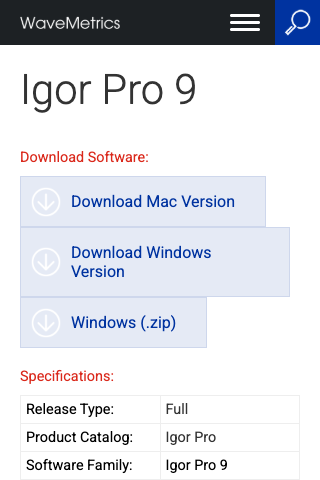 WaveMetrics
Igor Pro 9
Download Software:
Download Mac Version
Download Windows
Version
Windows (.zip)
Specifications:
Release Type: Full
Product Catalog: Igor Pro
Software Family: Igor Pro 9